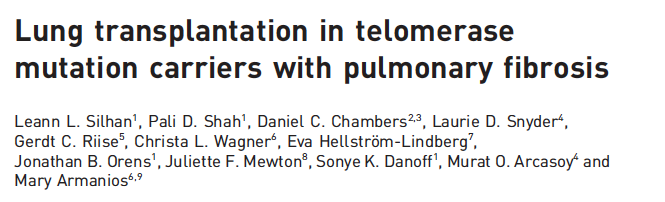 Lung transplantation in telomerase
mutation carriers with pulmonary fibrosis
Leann L. Silhan1, Pali D. Shah1, Daniel C. Chambers2,3, Laurie D. Snyder4,
Gerdt C. Riise5, Christa L. Wagner6, Eva Hellström-Lindberg7,
Jonathan B. Orens1, Juliette F. Mewton8, Sonye K. Danoff1, Murat O. Arcasoy4 and
Mary Armanios6,9